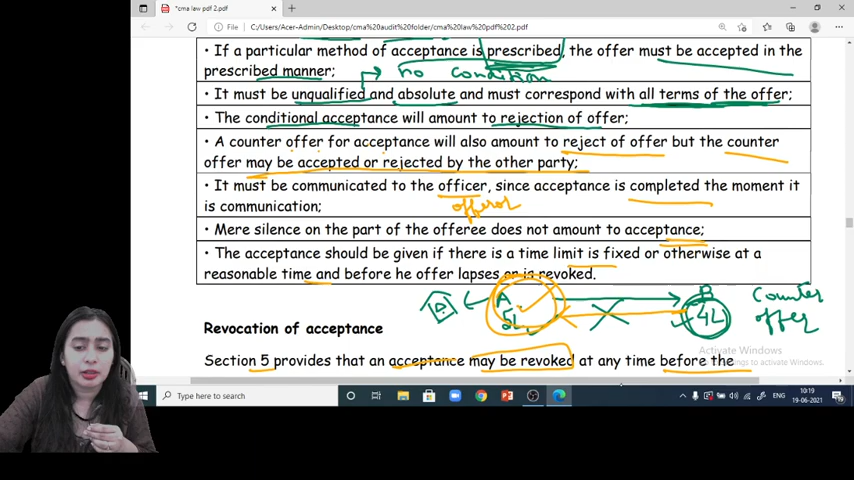 *cma law pdf 2.pdf
C:/Users/Acer-Admin/Desktop/cma%20audit%20folder/cma%20law%20pdf%202.pdf
• If a particular method of acceptance is prescribed, the offer must be accepted in the
prescribed manner;
no condition
• It must be unqualified and absolute and must correspond with all terms of the offer;
• The conditional acceptance will amount to rejection of offer;
• A counter offer for acceptance will also amount to reject of offer but the counter
offer may be accepted or rejected by the other party;
• It must be communicated to the officer, since acceptance is completed the moment it
is communication;
offeror
• Mere silence on the part of the offeree does not amount to acceptance;
• The acceptance should be given if there is a time limit is fixed or otherwise at a
reasonable time and before he offer lapses or is revoked.
A B Counter
5L 4L offer
Revocation of acceptance
Activate Windows
Section 5 provides that an acceptance may be revoked at any time before the
to activate Windows.
Type here to search
ENG
10:19
19-06-2021